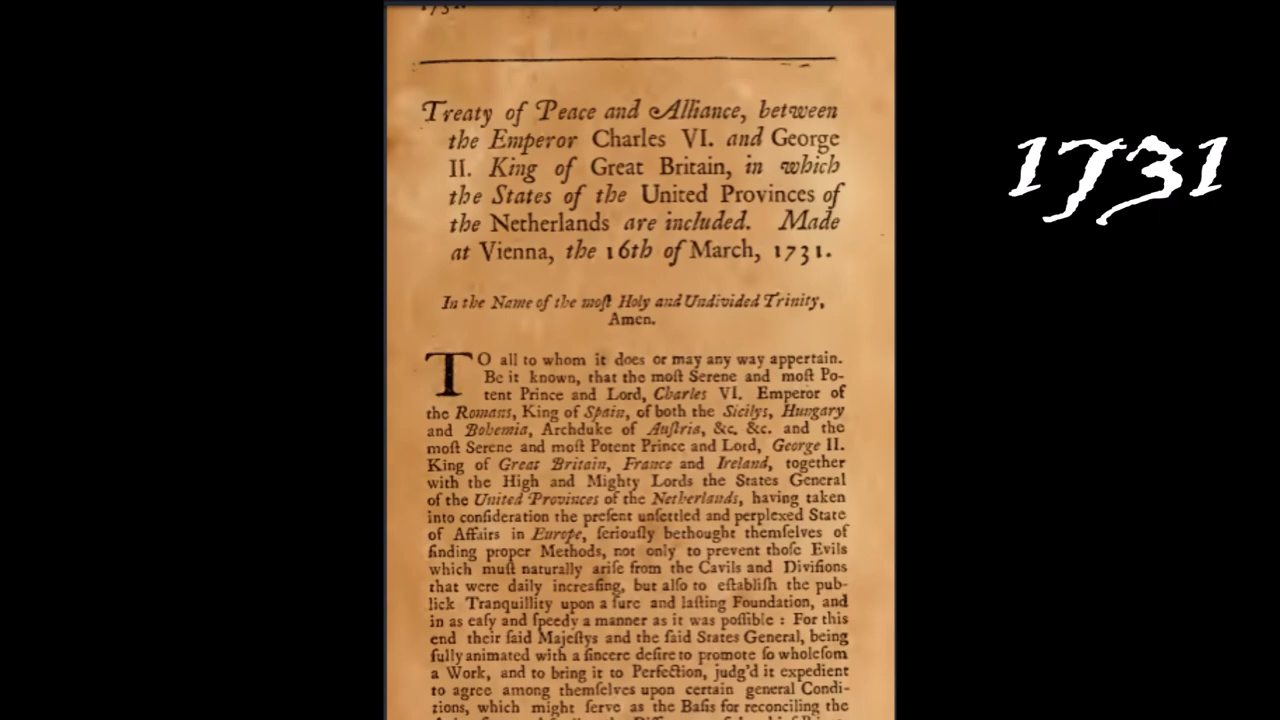 Treaty of Peace and Alliance, between
the Emperor Charles VI. and George
II. King of Great Britain, in which
the States of the United Provinces of
the Netherlands are included. Made
at Vienna, the 16th of March, 1731.
In the Name of the moſt Holy and Undivided Trinity,
Amen.
TO all to whom it does or may any way appertain.
Be it known, that the moſt Serene and moſt Po-
tent Prince and Lord, Charles VI. Emperor of
the Romans, King of Spain, of both the Sicilys, Hungary
and Bohemia, Archduke of Auſtria, &c. &c. and the
moſt Serene and moſt Potent Prince and Lord, George II.
King of Great Britain, France and Ireland, together
with the High and Mighty Lords the States General
of the United Provinces of the Netherlands, having taken
into conſideration the preſent unſettled and perplexed State
of Affairs in Europe, ſeriouſly bethought themſelves of
finding proper Methods, not only to prevent thoſe Evils
which muſt naturally ariſe from the Cavils and Diviſions
that were daily increaſing, but alſo to eſtabliſh the pub-
lick Tranquillity upon a ſure and laſting Foundation, and
in as eaſy and ſpeedy a manner as it was poſſible : For this
end their ſaid Majeſtys and the ſaid States General, being
fully animated with a ſincere deſire to promote ſo wholeſom
a Work, and to bring it to Perfection, judg'd it expedient
to agree among themſelves upon certain general Condi-
tions, which might ſerve as the Baſis for reconciling the
1731